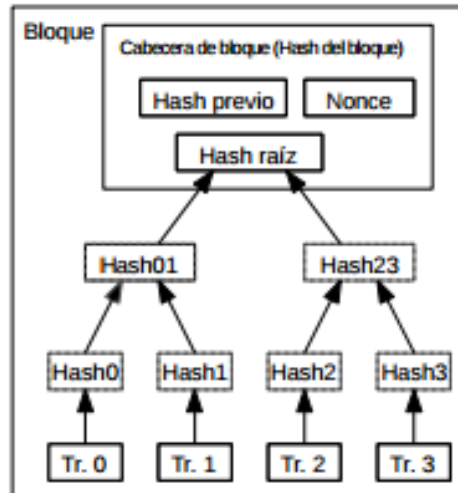 Bloque
Cabecera de bloque (Hash del bloque)
Hash previo
Nonce
Hash raíz
Hash01
Hash23
Hash0
Hash1
Hash2
Hash3
Tr. 0
Tr. 1
Tr. 2
Tr. 3